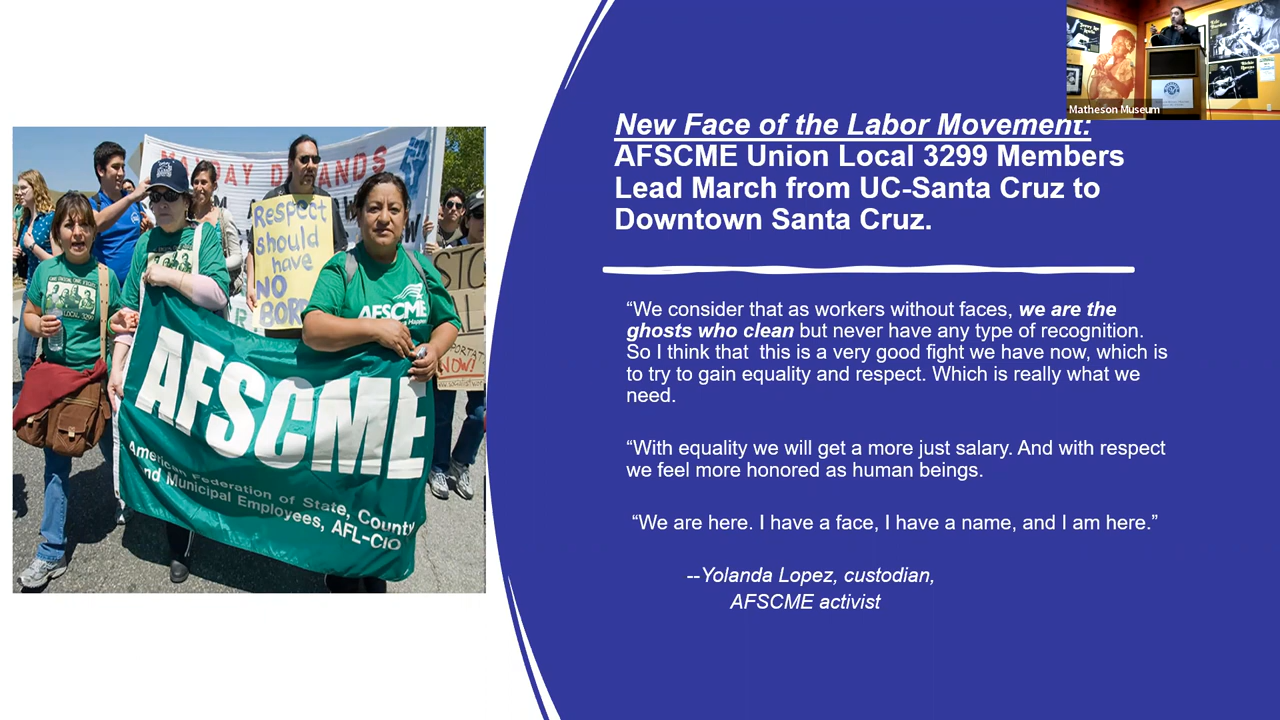 New Face of the Labor Movement:
AFSCME Union Local 3299 Members
Lead March from UC-Santa Cruz to
Downtown Santa Cruz.
“We consider that as workers without faces, we are the
ghosts who clean but never have any type of recognition.
So I think that this is a very good fight we have now, which is
to try to gain equality and respect. Which is really what we
need.
“With equality we will get a more just salary. And with respect
we feel more honored as human beings.
“We are here. I have a face, I have a name, and I am here.”
--Yolanda Lopez, custodian,
AFSCME activist
Matheson Museum
Respect
should
have
NO
AFSCME
LOCAL 3299
NOW!
AFSCME
American Federation of State, County
and Municipal Employees, AFL-CIO